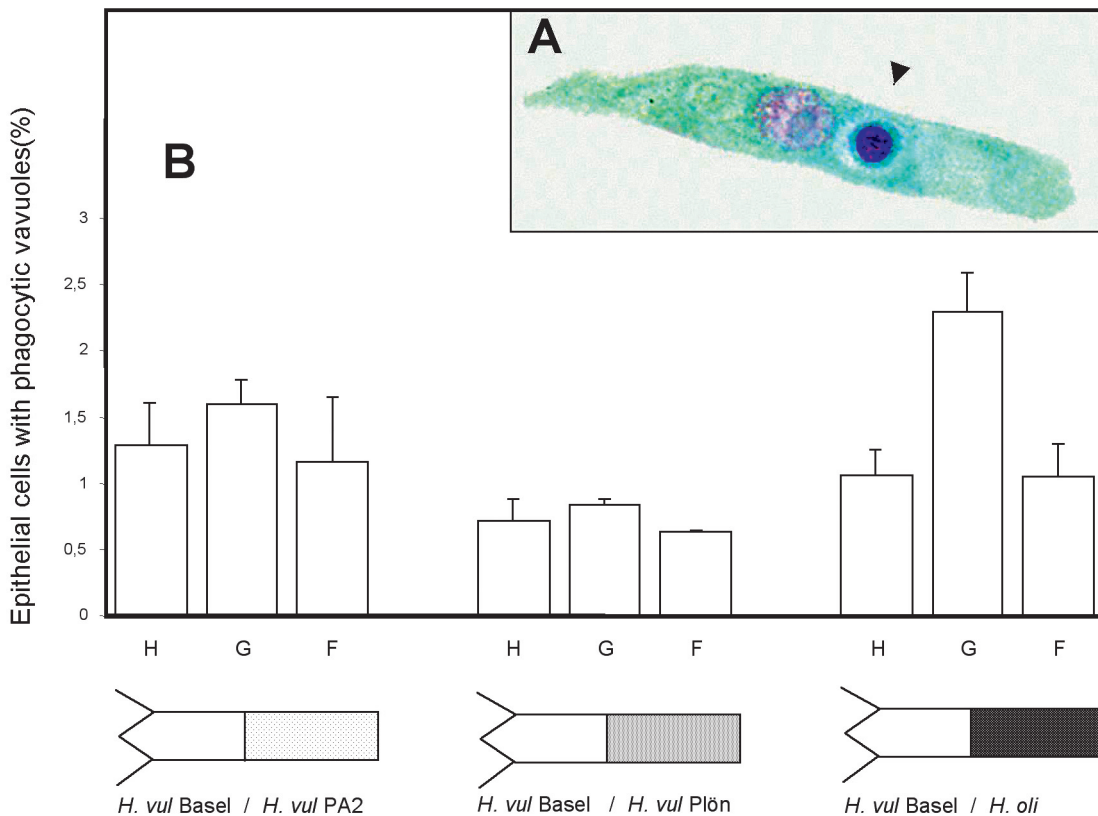 A
B
Epithelial cells with phagocytic vavuoles(%)
3
2,5
2
1,5
1
0,5
0
H G F H G F H G F
H. vul Basel / H. vul PA2
H. vul Basel / H. vul Plön
H. vul Basel / H. oli